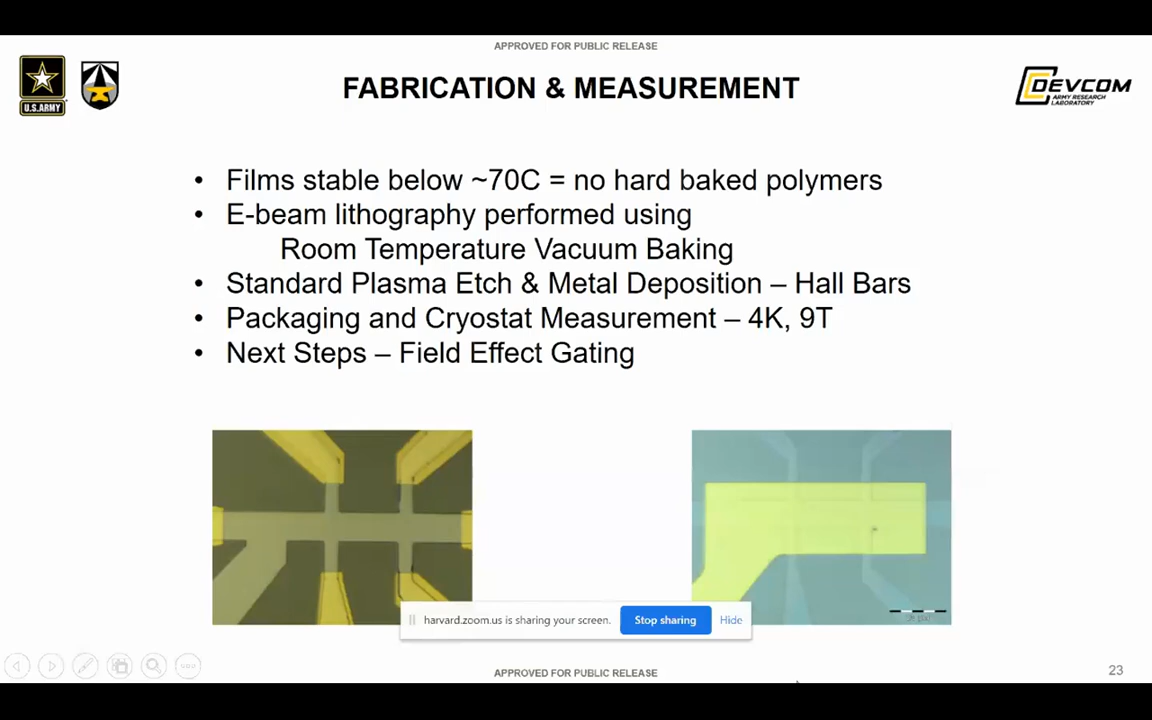 APPROVED FOR PUBLIC RELEASE
U.S.ARMY
FABRICATION & MEASUREMENT
DEVCOM
ARMY RESEARCH
LABORATORY
• Films stable below ~70C = no hard baked polymers
• E-beam lithography performed using
Room Temperature Vacuum Baking
• Standard Plasma Etch & Metal Deposition – Hall Bars
• Packaging and Cryostat Measurement – 4K, 9T
• Next Steps – Field Effect Gating
harvard.zoom.us is sharing your screen.
Stop sharing
Hide
APPROVED FOR PUBLIC RELEASE
23